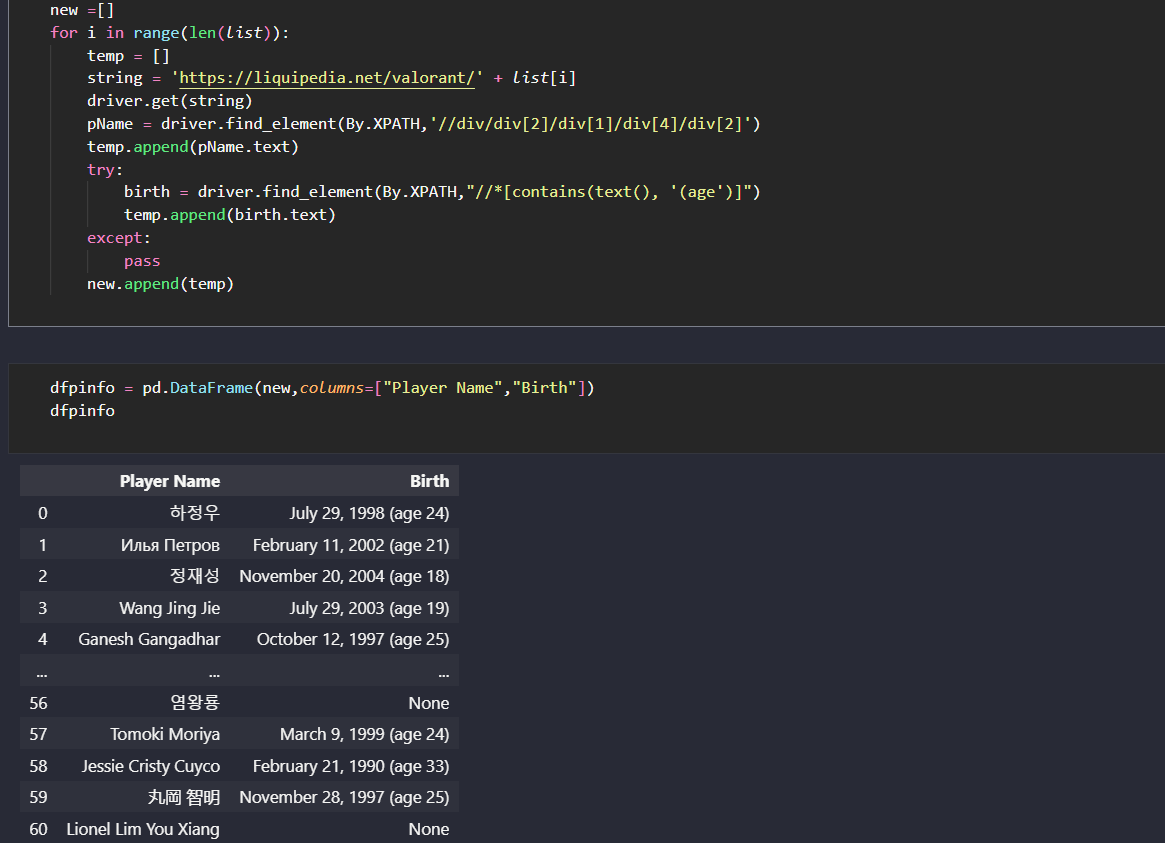 new =[]
for i in range(len(list)):
temp = []
string = 'https://liquipedia.net/valorant/' + list[i]
driver.get(string)
pName = driver.find_element(By.XPATH,'//div/div[2]/div[1]/div[4]/div[2]')
temp.append(pName.text)
try:
birth = driver.find_element(By.XPATH,"//*[contains(text(), '(age')]")
temp.append(birth.text)
except:
pass
new.append(temp)
dfpinfo = pd.DataFrame(new,columns=["Player Name","Birth"])
dfpinfo
Player Name Birth
0 하정우 July 29, 1998 (age 24)
1 Илья Петров February 11, 2002 (age 21)
2 정재성 November 20, 2004 (age 18)
3 Wang Jing Jie July 29, 2003 (age 19)
4 Ganesh Gangadhar October 12, 1997 (age 25)
... ... ...
56 염왕룡 None
57 Tomoki Moriya March 9, 1999 (age 24)
58 Jessie Cristy Cuyco February 21, 1990 (age 33)
59 丸岡 智明 November 28, 1997 (age 25)
60 Lionel Lim You Xiang None